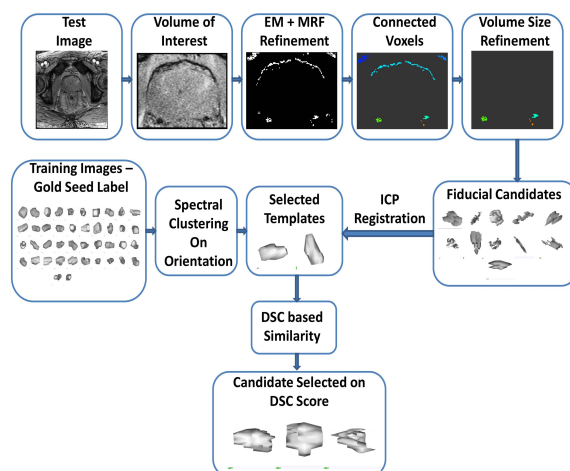 Test
Image
Volume of
Interest
EM + MRF
Refinement
Connected
Voxels
Volume Size
Refinement
Training Images –
Gold Seed Label
Spectral
Clustering
On
Orientation
Selected
Templates
ICP
Registration
Fiducial Candidates
DSC based
Similarity
Candidate Selected on
DSC Score